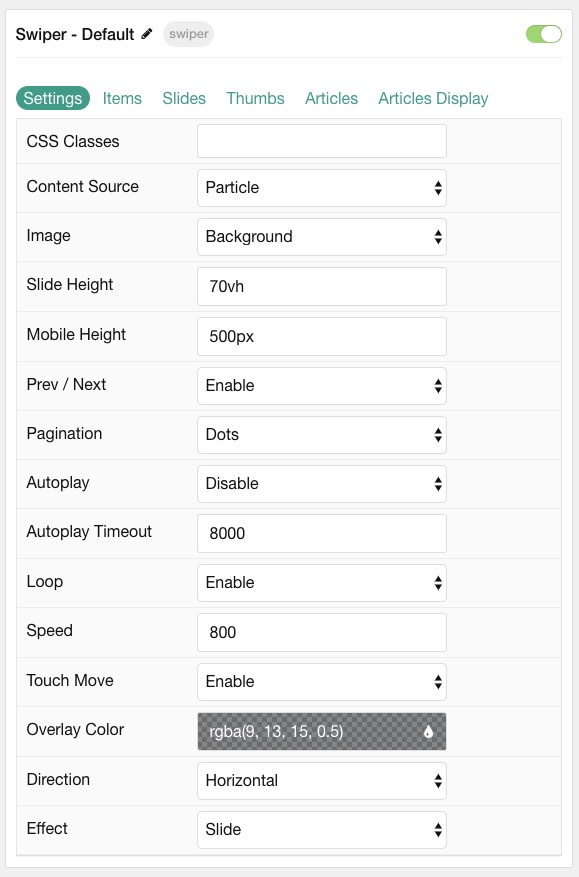 Swiper - Default swiper
Settings Items Slides Thumbs Articles Articles Display
CSS Classes
Content Source Particle
Image Background
Slide Height 70vh
Mobile Height 500px
Prev / Next Enable
Pagination Dots
Autoplay Disable
Autoplay Timeout 8000
Loop Enable
Speed 800
Touch Move Enable
Overlay Color rgba(9, 13, 15, 0.5)
Direction Horizontal
Effect Slide